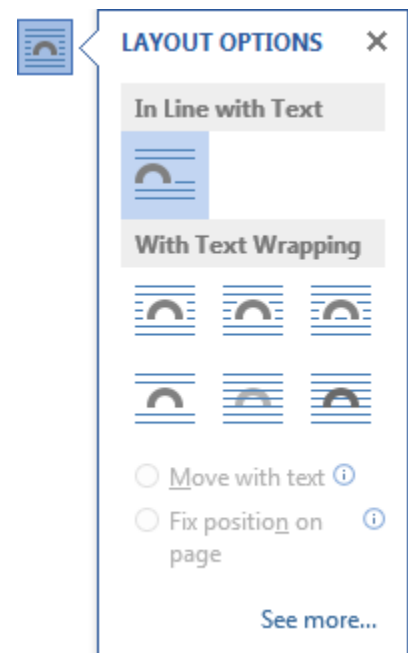 LAYOUT OPTIONS
In Line with Text
With Text Wrapping
Move with text
Fix position on
page
See more...